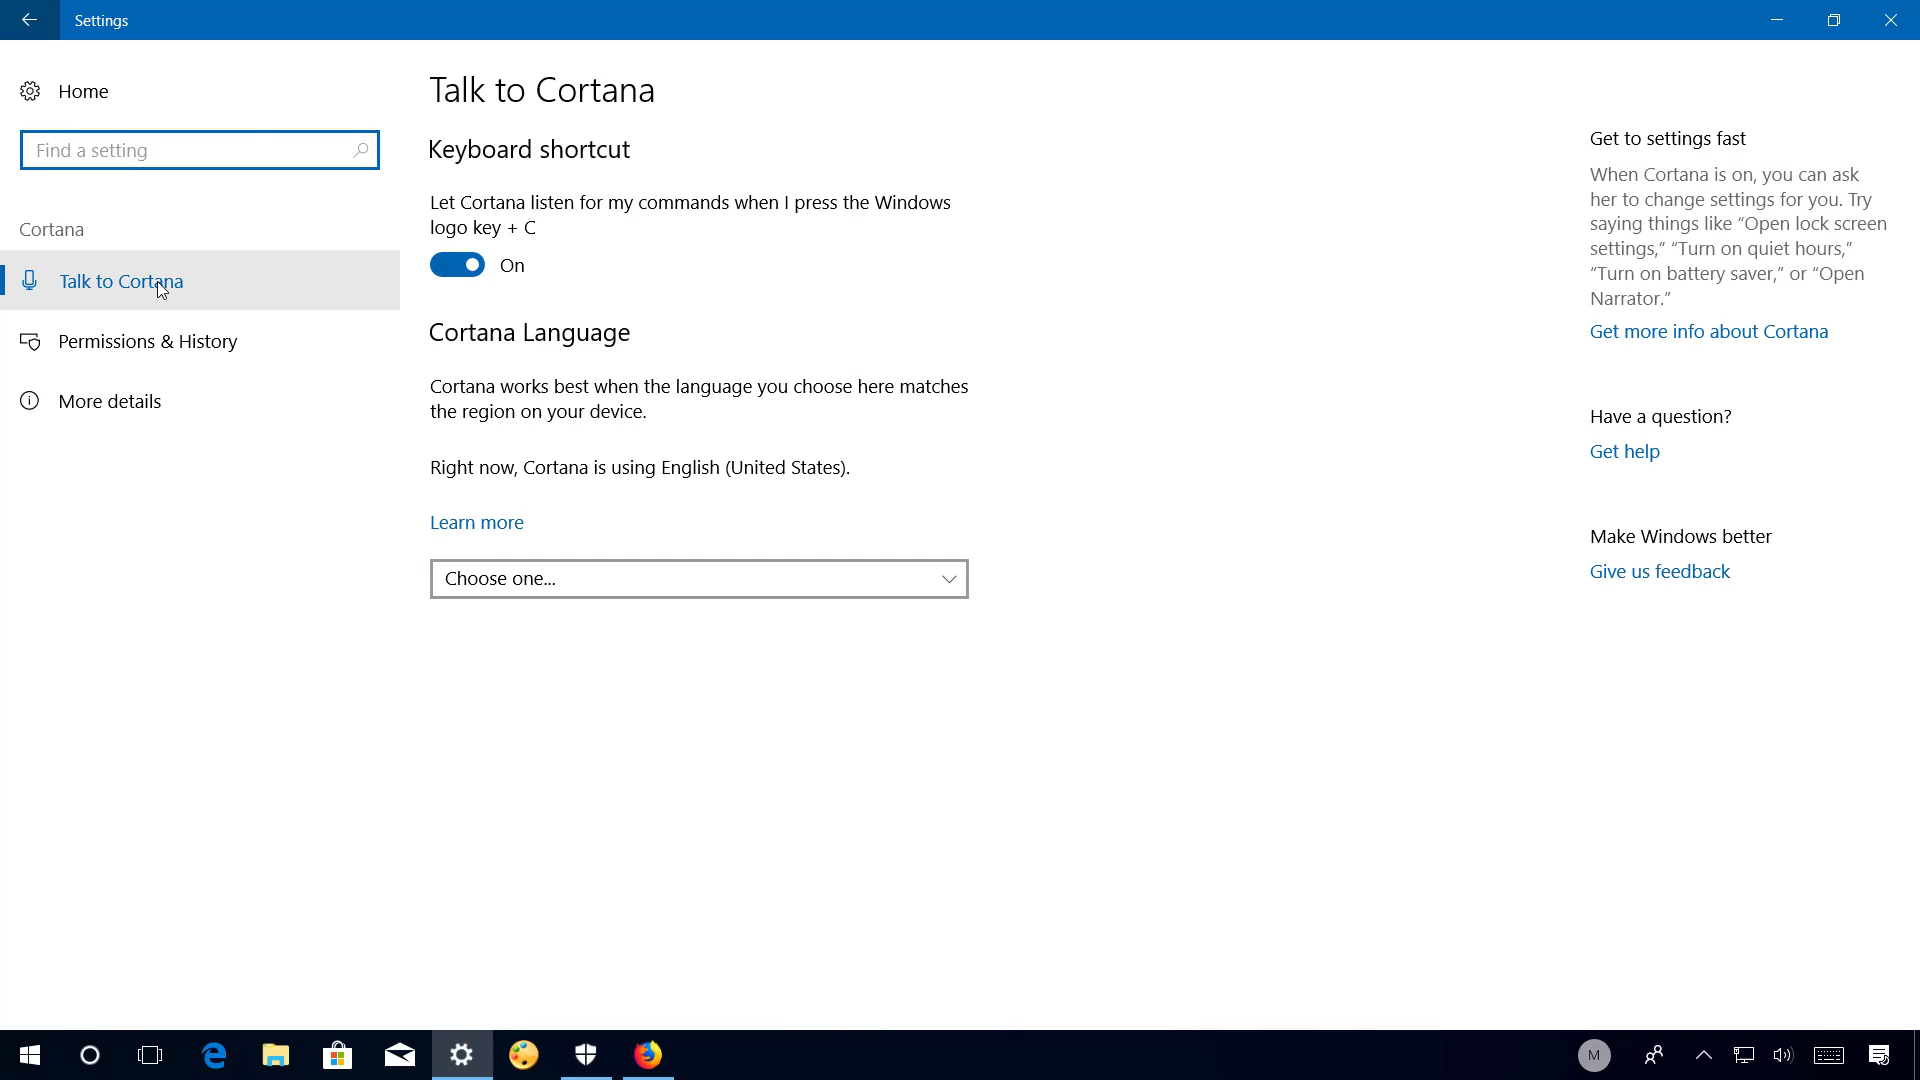 Settings
Home
Find a setting
Cortana
Talk to Cortana
Permissions & History
More details
Talk to Cortana
Keyboard shortcut
Let Cortana listen for my commands when I press the Windows
logo key + C
On
Cortana Language
Cortana works best when the language you choose here matches
the region on your device.
Right now, Cortana is using English (United States).
Learn more
Choose one...
Get to settings fast
When Cortana is on, you can ask
her to change settings for you. Try
saying things like “Open lock screen
settings,” “Turn on quiet hours,”
“Turn on battery saver,” or “Open
Narrator.”
Get more info about Cortana
Have a question?
Get help
Make Windows better
Give us feedback
M